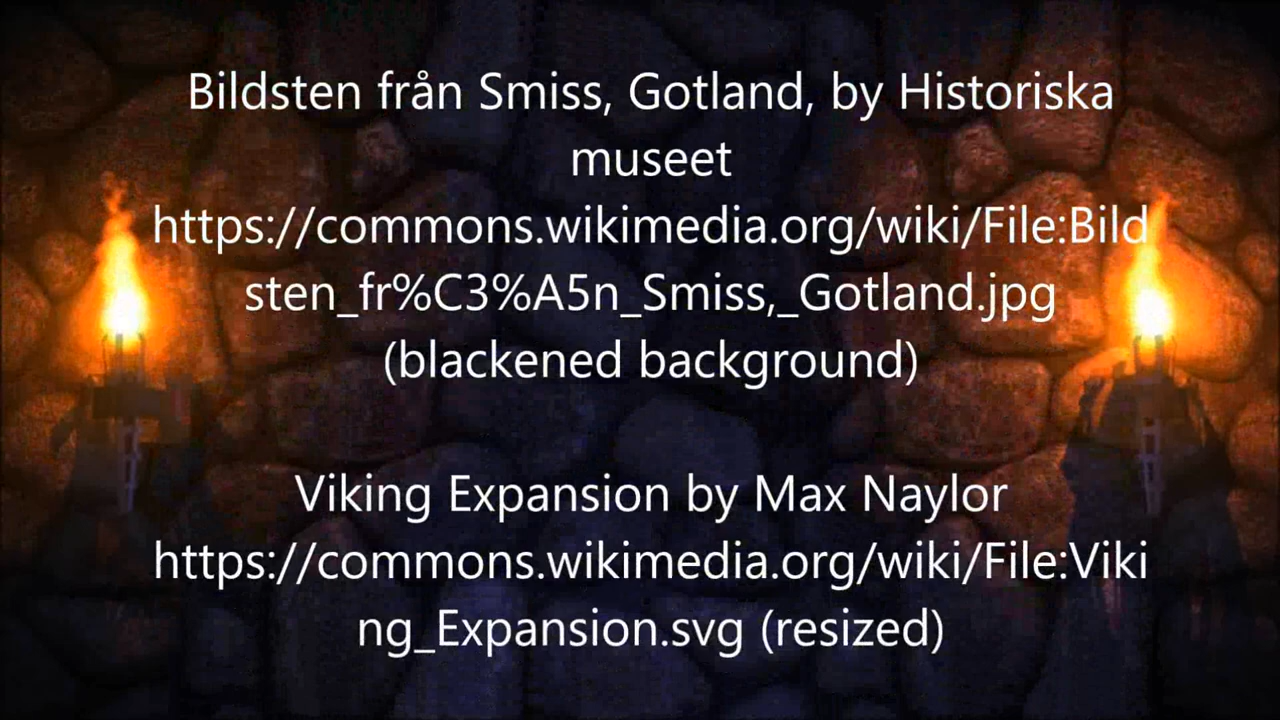 Bildsten från Smiss, Gotland, by Historiska
museet
https://commons.wikimedia.org/wiki/File:Bild
sten_fr%C3%A5n_Smiss,_Gotland.jpg
(blackened background)
Viking Expansion by Max Naylor
https://commons.wikimedia.org/wiki/File:Viki
ng_Expansion.svg (resized)